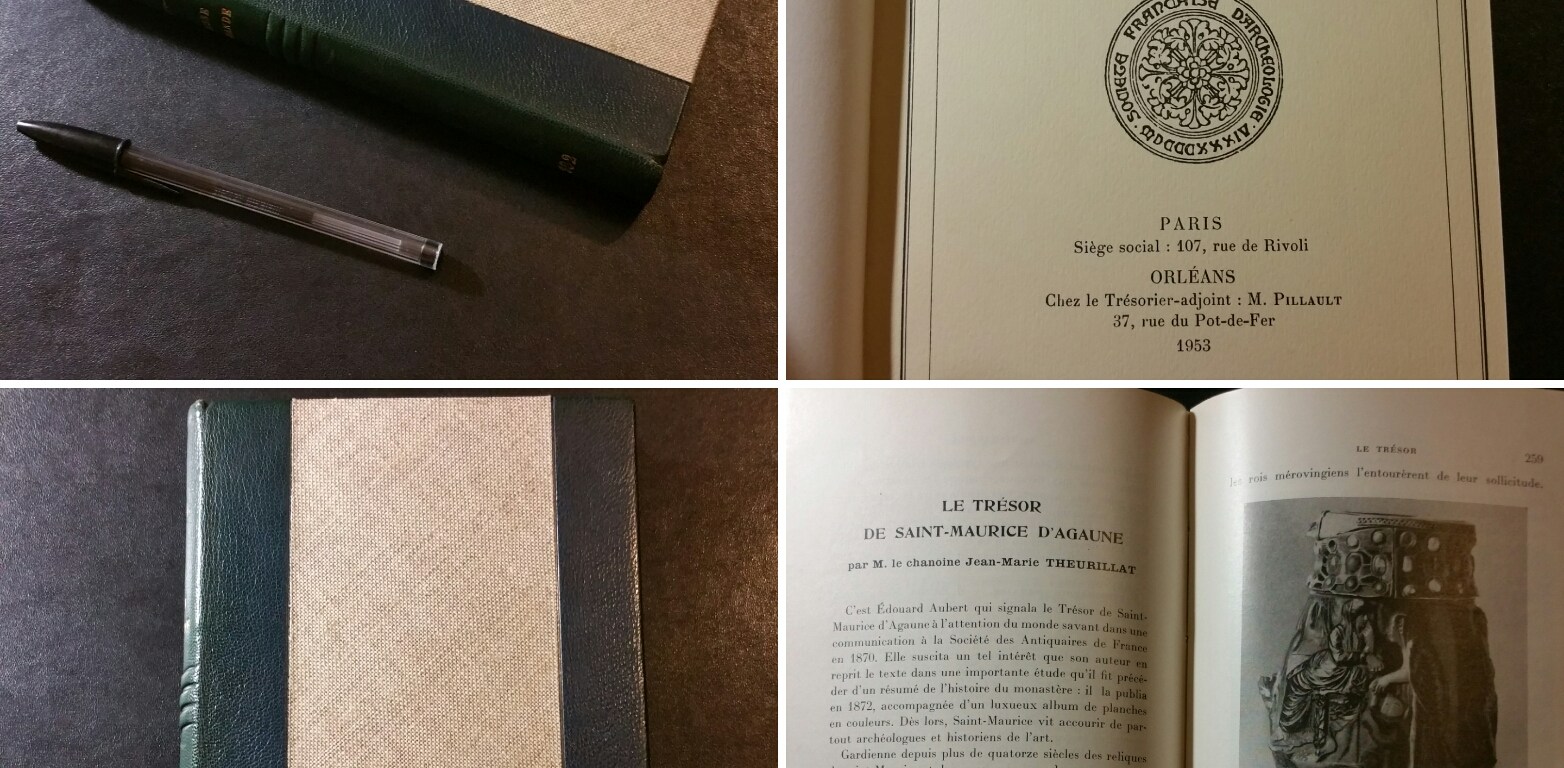 FRANCAISE D'ARCHEOLOGIE
PARIS
Siège social : 107, rue de Rivoli
ORLÉANS
Chez le Trésorier-adjoint : M. PILLAULT
37, rue du Pot-de-Fer
1953
LE TRÉSOR
DE SAINT-MAURICE D'AGAUNE
par M. le chanoine Jean-Marie THEURILLAT
C'est Édouard Aubert qui signala le Trésor de Saint-
Maurice d'Agaune à l'attention du monde savant dans une
communication à la Société des Antiquaires de France
en 1870. Elle suscita un tel intérêt que son auteur en
reprit le texte dans une importante étude qu'il fit précé-
der d'un résumé de l'histoire du monastère : il la publia
en 1872, accompagnée d'un luxueux album de planches
en couleurs. Dès lors, Saint-Maurice vit accourir de par-
tout archéologues et historiens de l'art.
Gardienne depuis plus de quatorze siècles des reliques
LE TRÉSOR
259
les rois mérovingiens l'entourèrent de leur sollicitude.